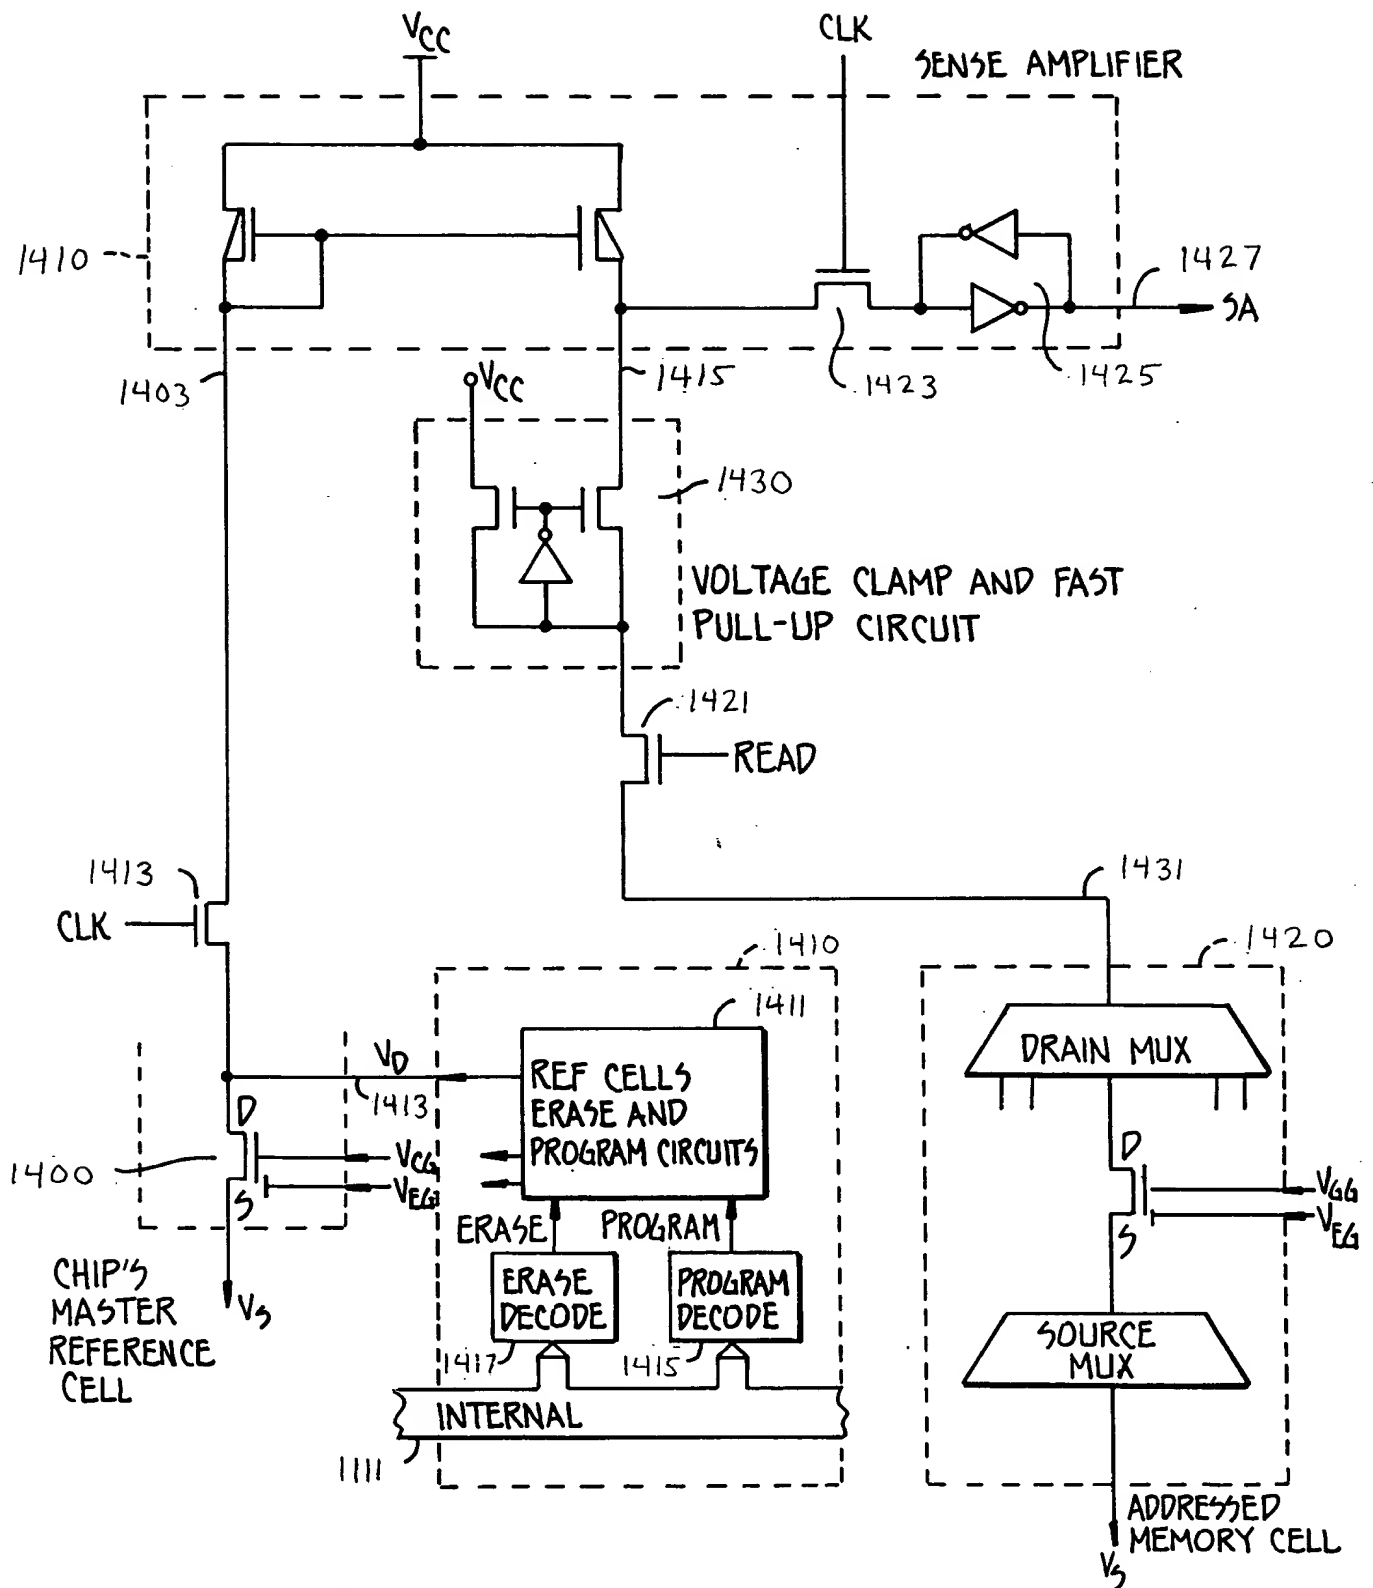 VCC
CLK
SENSE AMPLIFIER
1410
1427
SA
1403
VCC
1415
1423
1425
1430
VOLTAGE CLAMP AND FAST
PULL-UP CIRCUIT
1421
READ
1413
CLK
1431
1410
1420
1411
DRAIN MUX
VD
1413
REF CELLS
ERASE AND
PROGRAM CIRCUITS
D
1400
VCG
VEG
S
D
VGG
VEG
S
ERASE
PROGRAM
ERASE
DECODE
PROGRAM
DECODE
CHIP'S
MASTER
REFERENCE
CELL
VS
1417
1415
SOURCE
MUX
INTERNAL
1111
ADDRESSED
MEMORY CELL
VS